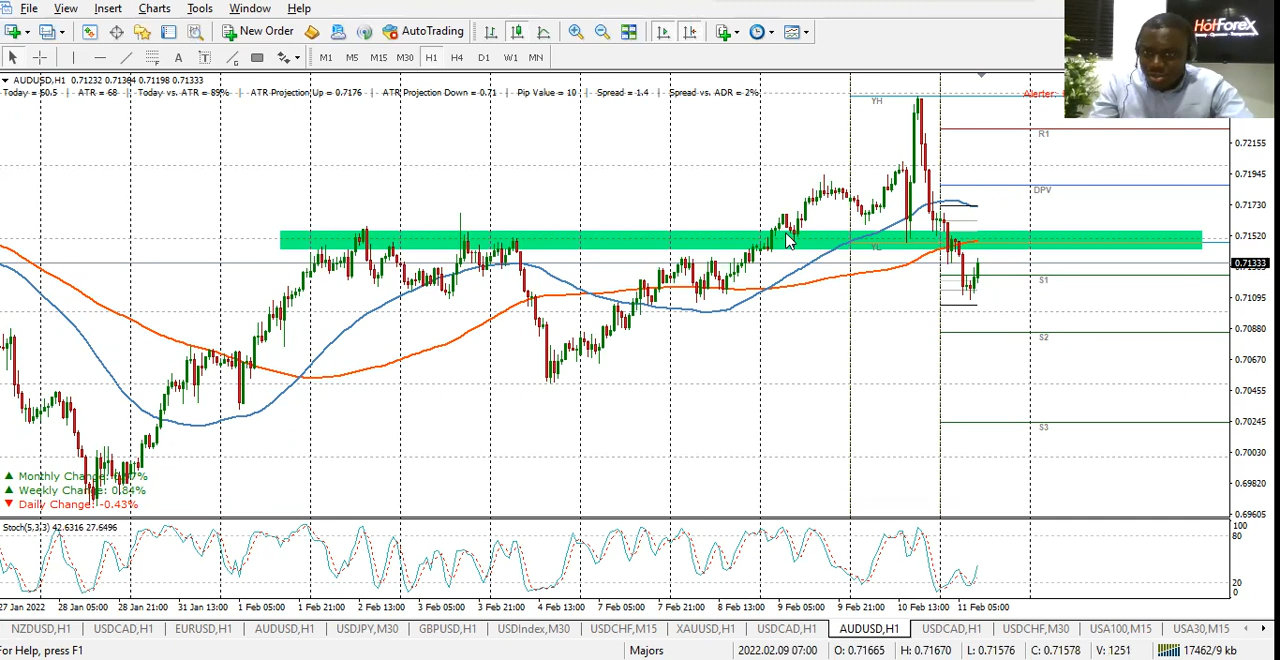 File View Insert Charts Tools Window Help
HotForeX
New Order AutoTrading
A T M1 M5 M15 M30 H1 H4 D1 W1 MN
AUDUSD,H1 0.71232 0.71364 0.71198 0.71333
Today = 60.5 | ATR = 68 | Today vs. ATR = 89% | ATR Projection Up = 0.7176 | ATR Projection Down = 0.71 | Pip Value = 10 | Spread = 1.4 | Spread vs. ADR = 2%
Alerter:
YH
R1
DPV
YL
S1
S2
S3
0.72155
0.71945
0.71730
0.71520
0.71333
0.71095
0.70880
0.70670
0.70455
0.70245
0.70030
0.69820
0.69605
Monthly Change:
Weekly Change: 0.84%
Daily Change: -0.43%
Stoch(5,3,3) 42.6316 27.6496
100
80
20
0
27 Jan 2022 28 Jan 05:00 28 Jan 21:00 31 Jan 13:00 1 Feb 05:00 1 Feb 21:00 2 Feb 13:00 3 Feb 05:00 3 Feb 21:00 4 Feb 13:00 7 Feb 05:00 7 Feb 21:00 8 Feb 13:00 9 Feb 05:00 9 Feb 21:00 10 Feb 13:00 11 Feb 05:00
NZDUSD,H1 USDCAD,H1 EURUSD,H1 AUDUSD,H1 USDJPY,M30 GBPUSD,H1 USDIndex,M30 USDCHF,M15 XAUUSD,H1 USDCAD,H1 AUDUSD,H1 USDCAD,H1 USDCHF,M30 USA100,M15 USA30,M15
For Help, press F1 Majors 2022.02.09 07:00 O: 0.71665 H: 0.71670 L: 0.71576 C: 0.71578 V: 1251 17462/9 kb